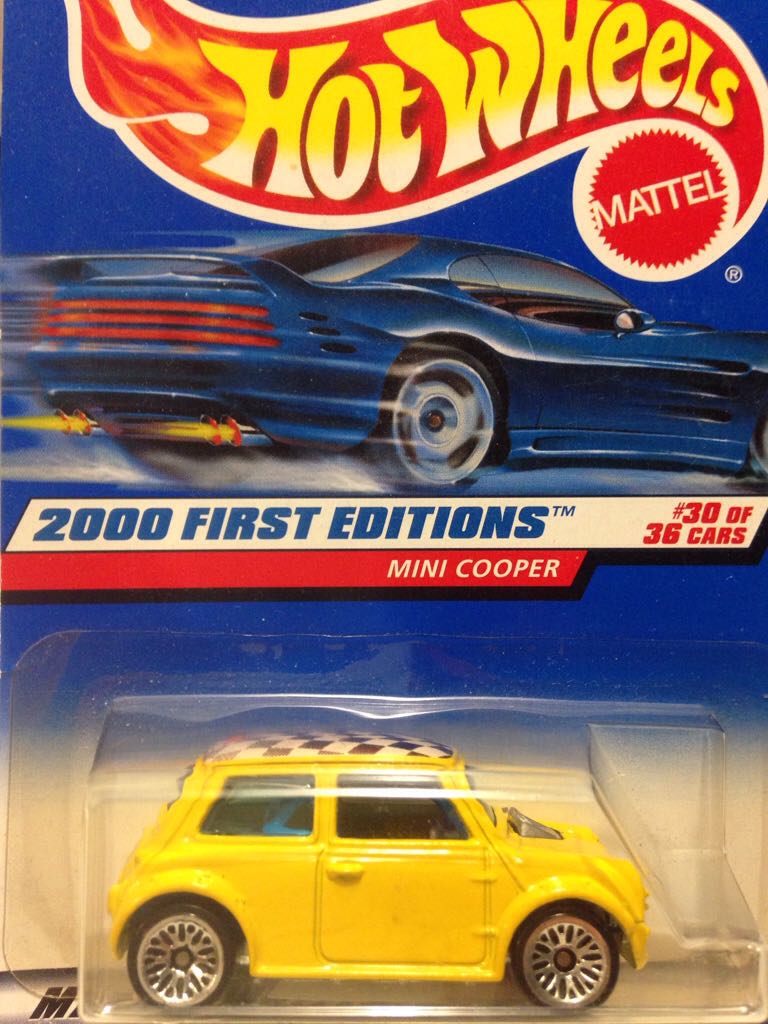 Hot Wheels
MATTEL
®
2000 FIRST EDITIONS™
#30 OF
36 CARS
MINI COOPER